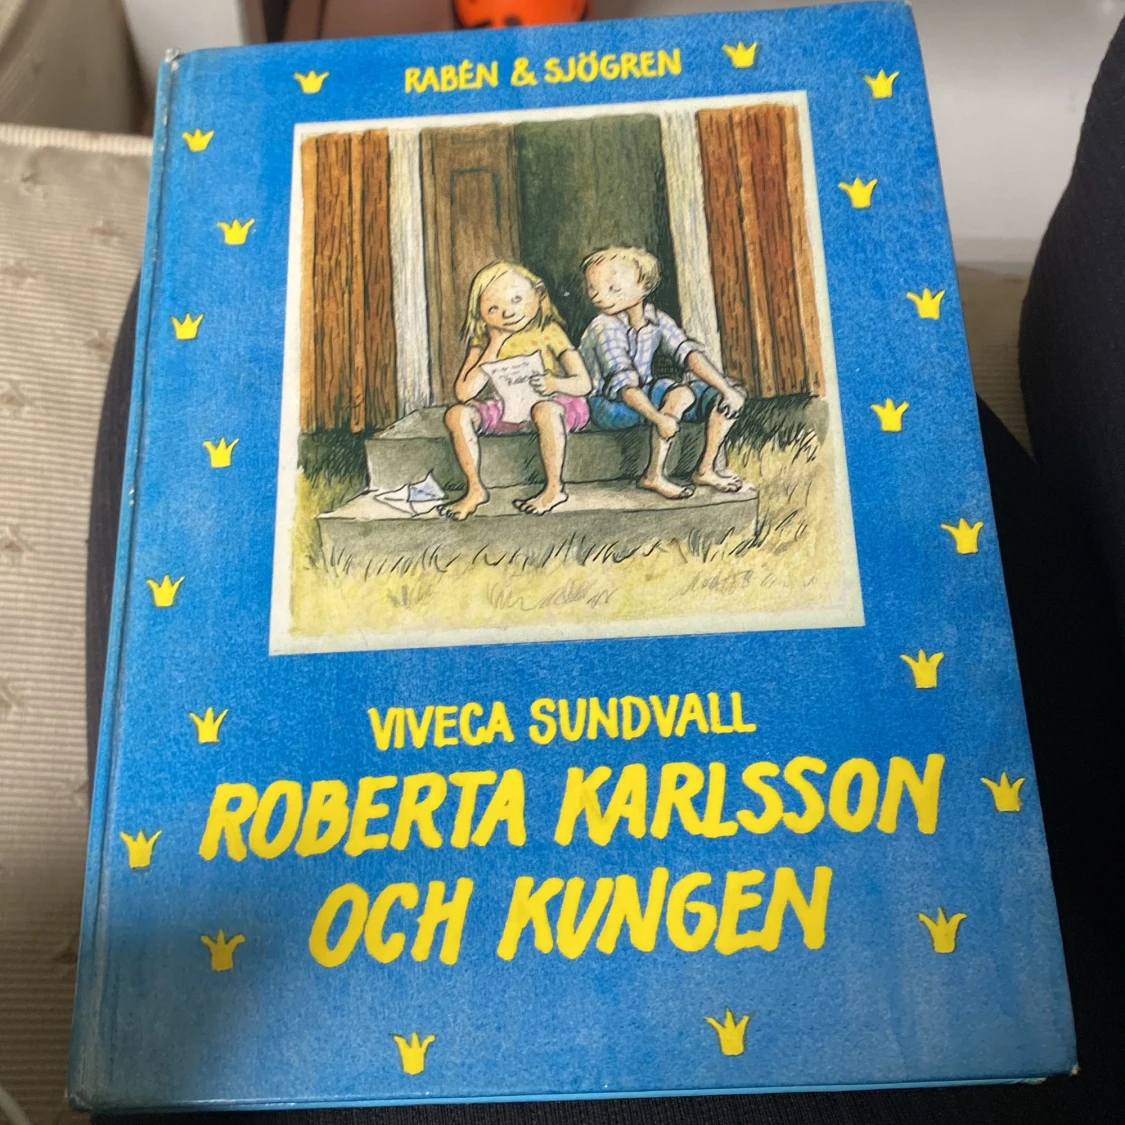 RABÉN & SJÖGREN
VIVECA SUNDVALL
ROBERTA KARLSSON
OCH KUNGEN